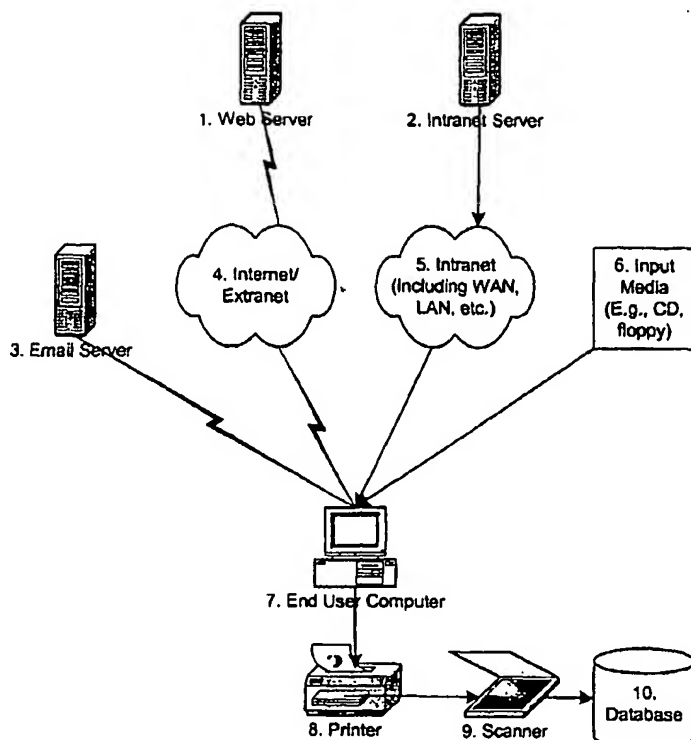 1. Web Server
2. Intranet Server
3. Email Server
4. Internet/
Extranet
5. Intranet
(Including WAN,
LAN, etc.)
6. Input
Media
(E.g., CD,
floppy)
7. End User Computer
8. Printer
9. Scanner
10.
Database